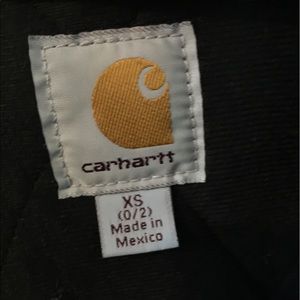 carhartt
XS
(0/2)
Made in
Mexico